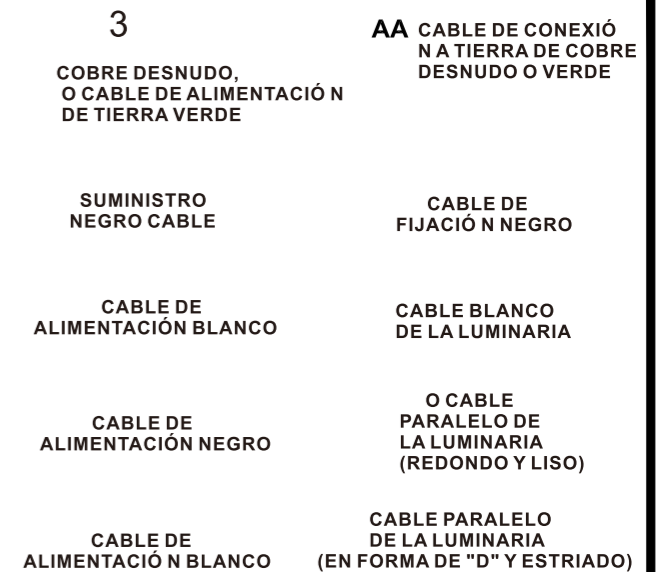 3
COBRE DESNUDO,
O CABLE DE ALIMENTACIÓ N
DE TIERRA VERDE
AA CABLE DE CONEXIÓ
N A TIERRA DE COBRE
DESNUDO O VERDE
SUMINISTRO
NEGRO CABLE
CABLE DE
FIJACIÓ N NEGRO
CABLE DE
ALIMENTACIÓN BLANCO
CABLE BLANCO
DE LA LUMINARIA
CABLE DE
ALIMENTACIÓN NEGRO
O CABLE
PARALELO DE
LA LUMINARIA
(REDONDO Y LISO)
CABLE DE
ALIMENTACIÓ N BLANCO
CABLE PARALELO
DE LA LUMINARIA
(EN FORMA DE "D" Y ESTRIADO)